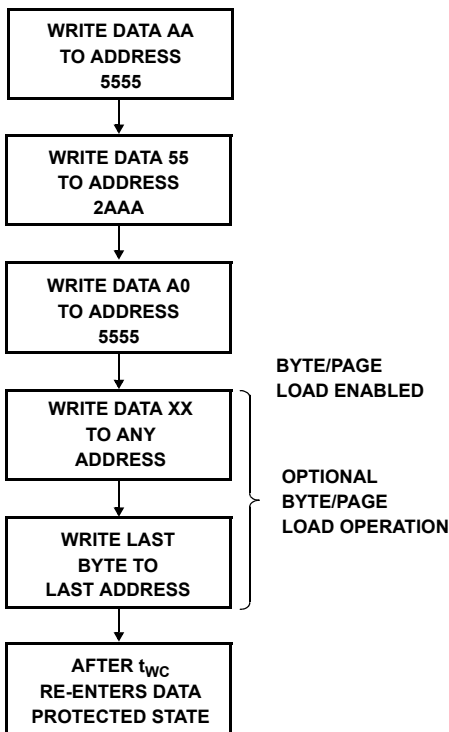 WRITE DATA AA
TO ADDRESS
5555
WRITE DATA 55
TO ADDRESS
2AAA
WRITE DATA A0
TO ADDRESS
5555
BYTE/PAGE
LOAD ENABLED
WRITE DATA XX
TO ANY
ADDRESS
OPTIONAL
BYTE/PAGE
LOAD OPERATION
WRITE LAST
BYTE TO
LAST ADDRESS
AFTER tWC
RE-ENTERS DATA
PROTECTED STATE